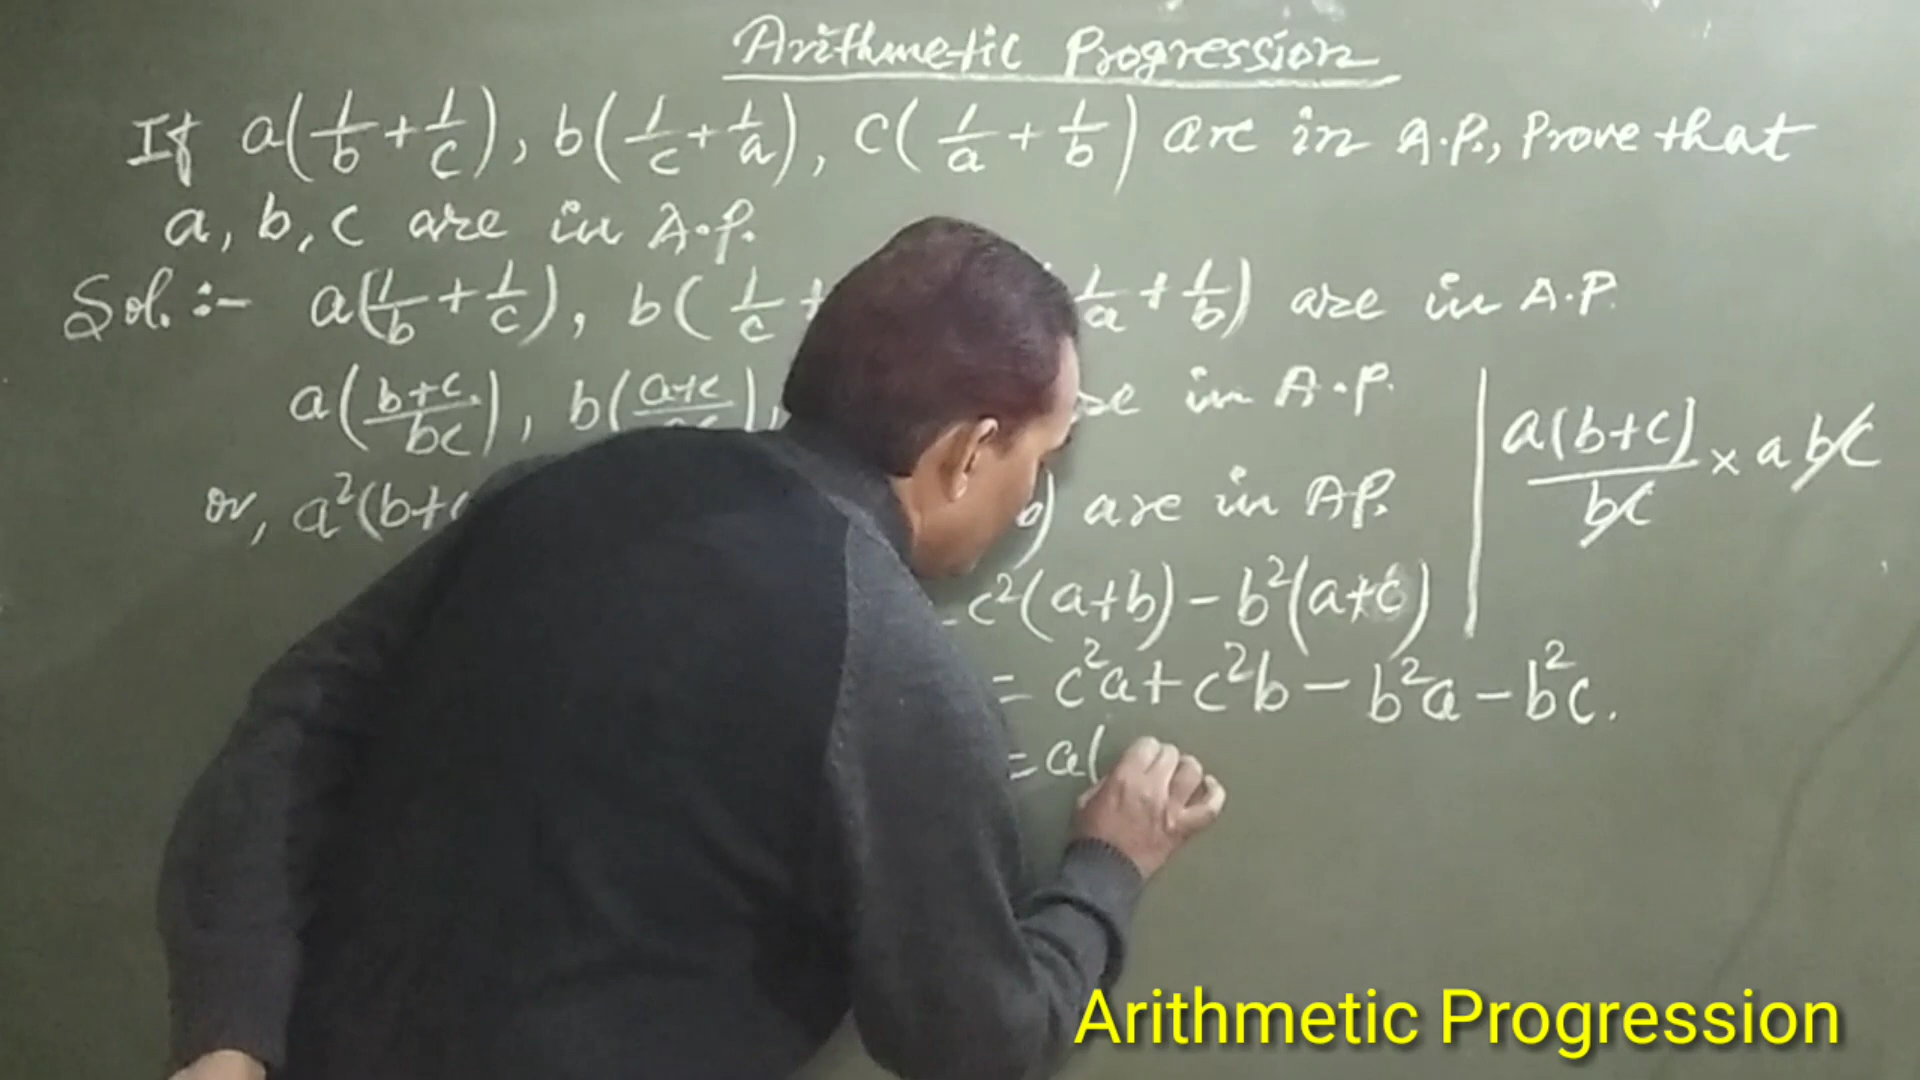 Arithmetic Progression
If a(1/b + 1/c), b(1/c + 1/a), c(1/a + 1/b) are in A.P., Prove that
a, b, c are in A.P.
Sol. :- a(1/b + 1/c), b(1/c + 1/a + 1/b) are in A.P.
a(b+c/bc), b(a+c/ac), in A.P.
a(b+c)/bc × abc
or, a²(b+ b) are in AP.
= c²(a+b) - b²(a+c)
= c²a + c²b - b²a - b²c.
= a(
Arithmetic Progression